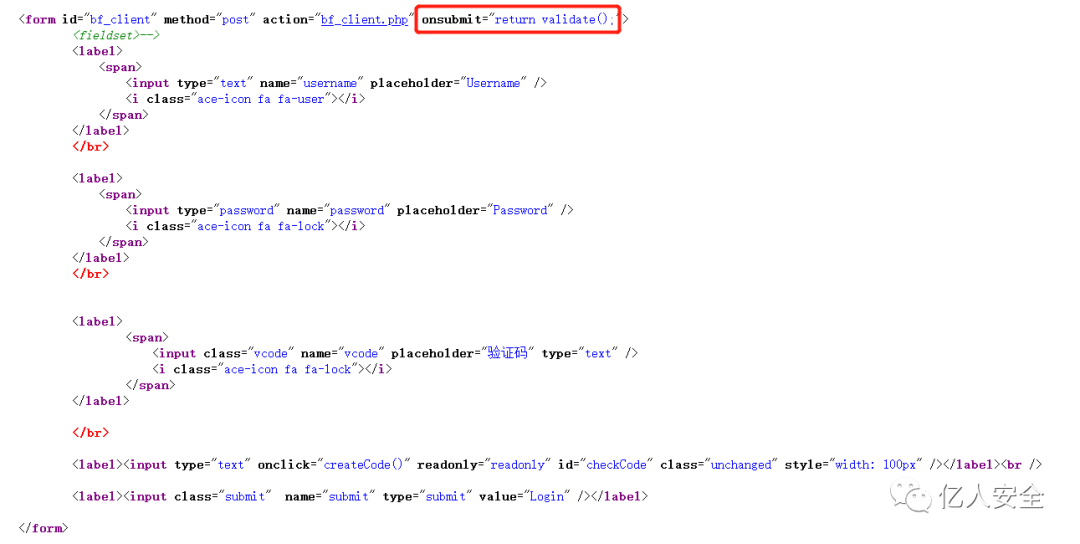 <form id="bf_client" method="post" action="bf_client.php" onsubmit="return validate();">
<fieldset>-->
<label>
<span>
<input type="text" name="username" placeholder="Username" />
<i class="ace-icon fa fa-user"></i>
</span>
</label>
</br>
<label>
<span>
<input type="password" name="password" placeholder="Password" />
<i class="ace-icon fa fa-lock"></i>
</span>
</label>
</br>
<label>
<span>
<input class="vcode" name="vcode" placeholder="验证码" type="text" />
<i class="ace-icon fa fa-lock"></i>
</span>
</label>
</br>
<label><input type="text" onclick="createCode()" readonly="readonly" id="checkCode" class="unchanged" style="width: 100px" /></label><br />
<label><input class="submit" name="submit" type="submit" value="Login" /></label>
亿人安全
</form>